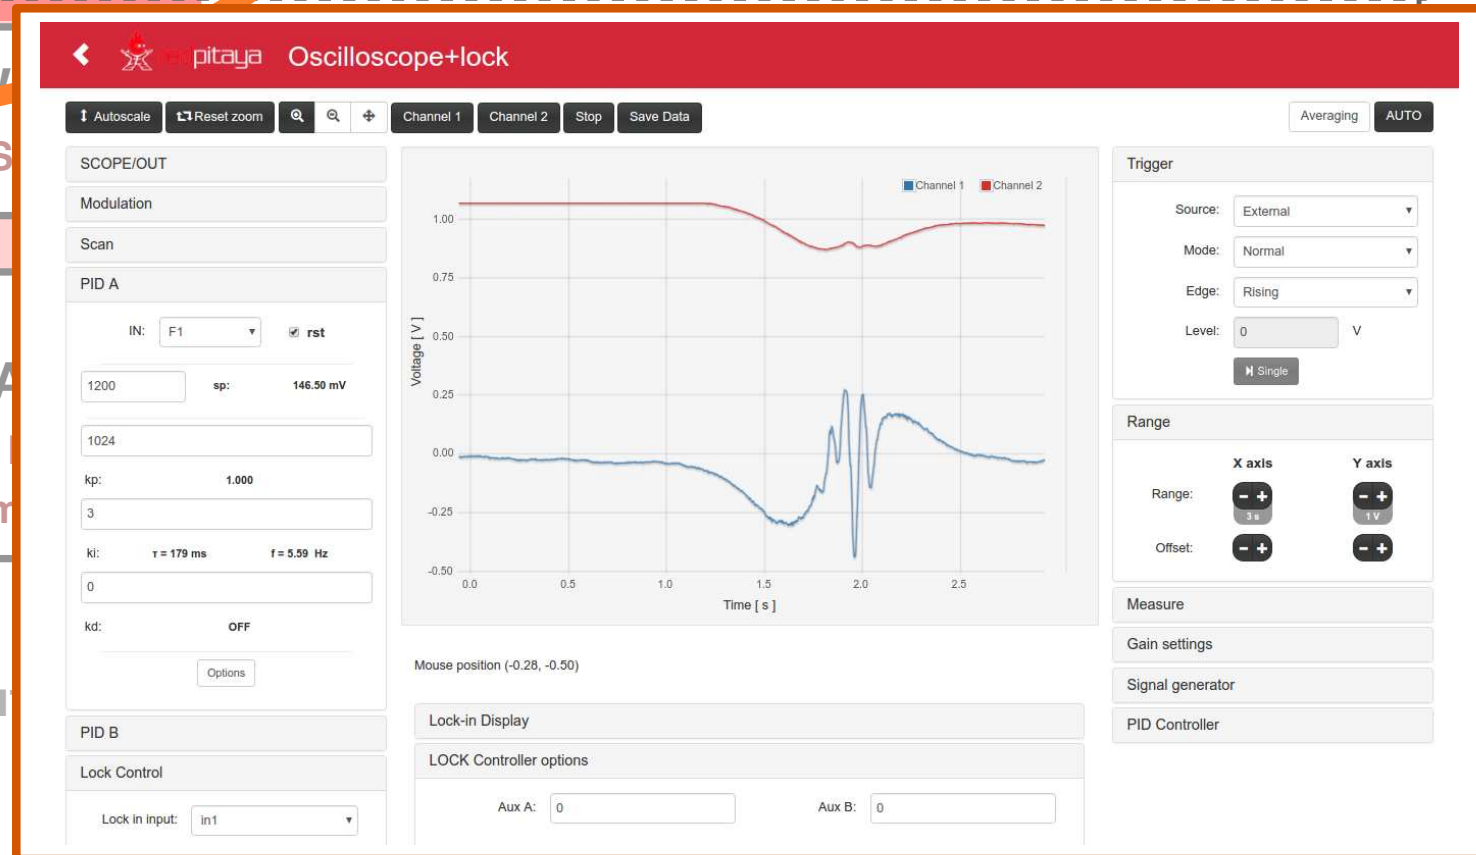 redpitaya Oscilloscope+lock
Autoscale Reset zoom Channel 1 Channel 2 Stop Save Data Averaging AUTO
SCOPE/OUT
Modulation
Scan
PID A
IN: F1 rst
1200 sp: 146.50 mV
1024
kp: 1.000
3
ki: τ = 179 ms f = 5.59 Hz
0
kd: OFF
Options
PID B
Lock Control
Lock in input: in1
Channel 1 Channel 2
1.00
0.75
0.50
0.25
0.00
-0.25
-0.50
Voltage [ V ]
0.0 0.5 1.0 1.5 2.0 2.5
Time [ s ]
Mouse position (-0.28, -0.50)
Lock-in Display
LOCK Controller options
Aux A: 0 Aux B: 0
Trigger
Source: External
Mode: Normal
Edge: Rising
Level: 0 V
Single
Range
X axis Y axis
Range: - + - +
3 s 1 V
Offset: - + - +
Measure
Gain settings
Signal generator
PID Controller